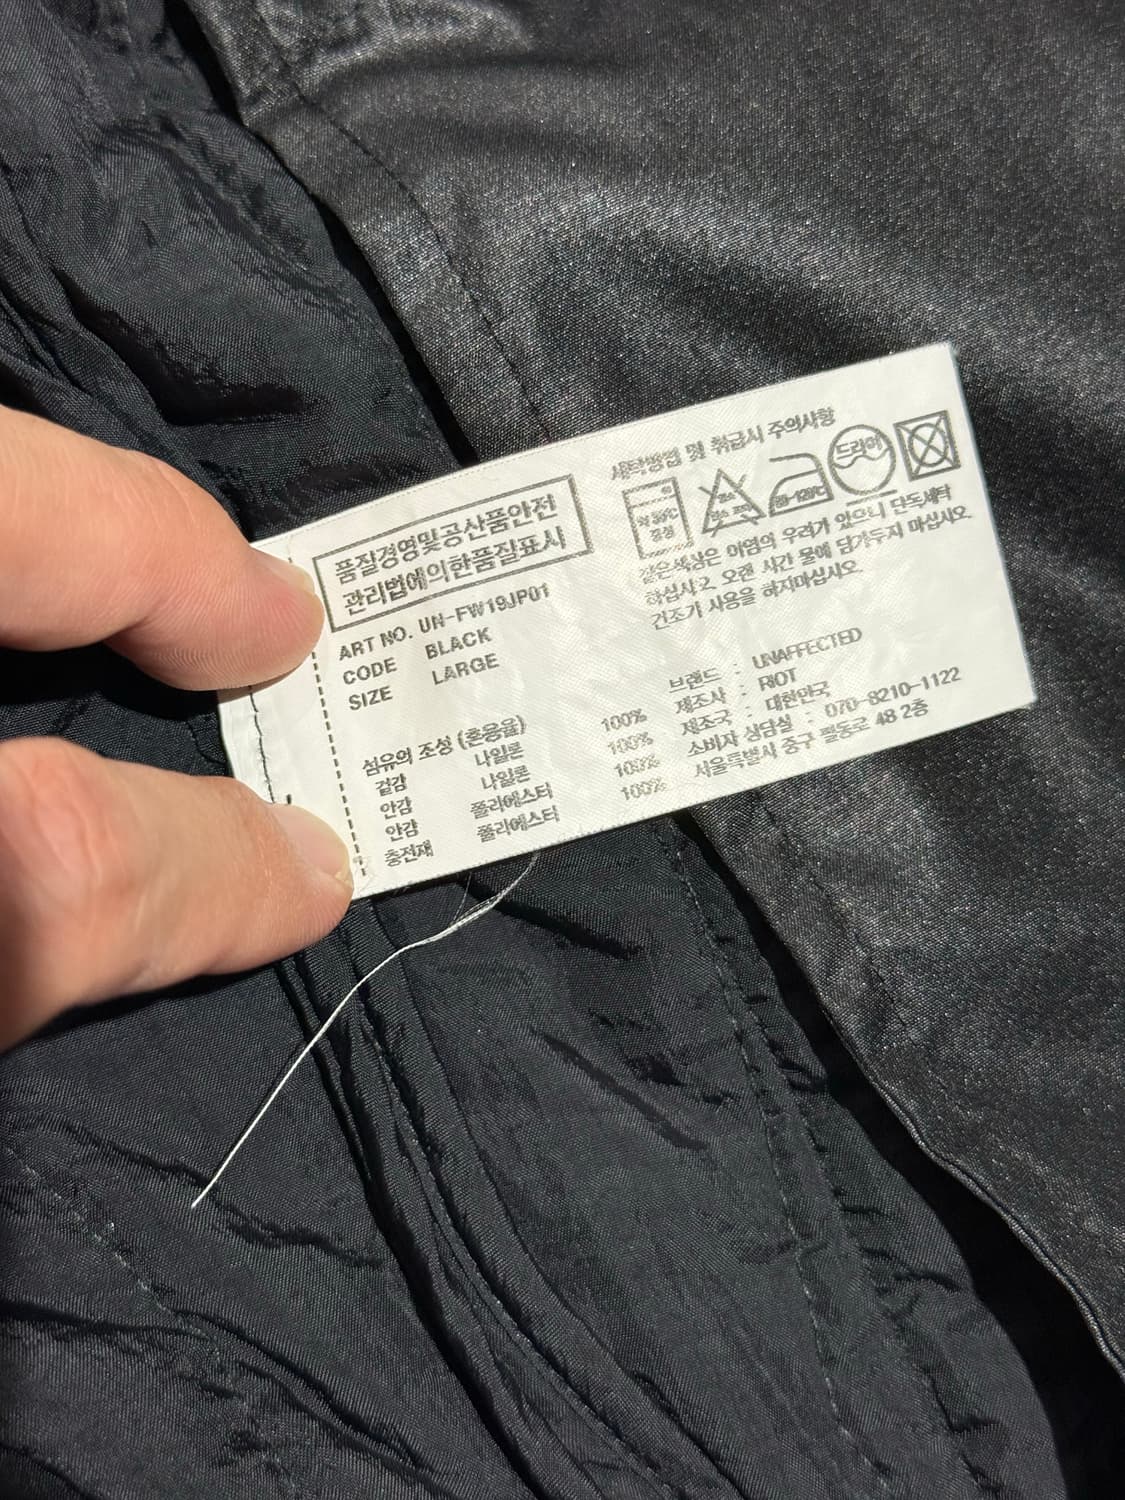 품질경영및공산품안전
관리법에의한품질표시
ART NO. UN-FW19JP01
CODE BLACK
SIZE LARGE
섬유의 조성 (혼용율)
겉감 나일론 100%
안감 나일론 100%
안감 폴리에스터 100%
충전재 폴리에스터 100%
세탁방법 및 취급시 주의사항
드라이
80~120℃
짙은색상은 이염의 우려가 있으니 단독세탁
하십시오. 오랜 시간 물에 담가두지 마십시오.
건조기 사용을 하지마십시오.
브랜드 : UNAFFECTED
제조사 : RIOT
제조국 : 대한민국
소비자 상담실 : 070-8210-1122
서울특별시 중구 필동로 48 2층